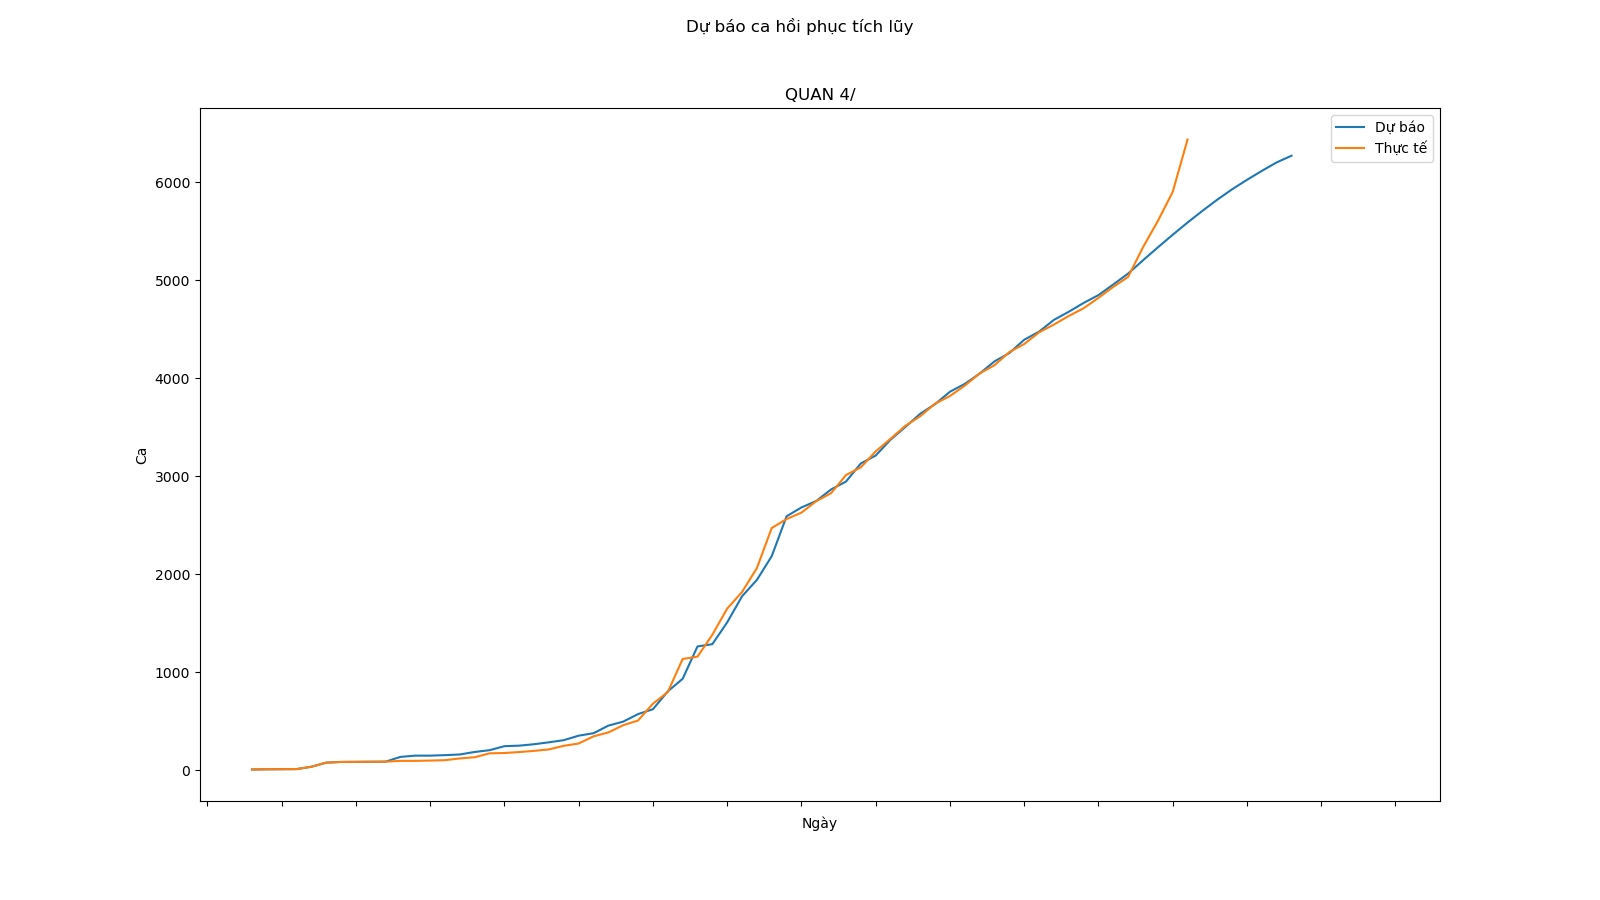 Dự báo ca hồi phục tích lũy
QUAN 4/
Dự báo
Thực tế
6000
5000
4000
3000
2000
1000
0
Ca
Ngày